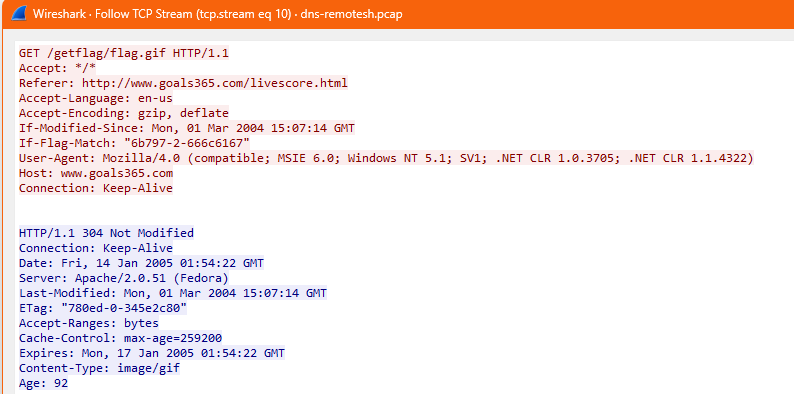 Wireshark · Follow TCP Stream (tcp.stream eq 10) · dns-remotesh.pcap
GET /getflag/flag.gif HTTP/1.1
Accept: */*
Referer: http://www.goals365.com/livescore.html
Accept-Language: en-us
Accept-Encoding: gzip, deflate
If-Modified-Since: Mon, 01 Mar 2004 15:07:14 GMT
If-Flag-Match: "6b797-2-666c6167"
User-Agent: Mozilla/4.0 (compatible; MSIE 6.0; Windows NT 5.1; SV1; .NET CLR 1.0.3705; .NET CLR 1.1.4322)
Host: www.goals365.com
Connection: Keep-Alive
HTTP/1.1 304 Not Modified
Connection: Keep-Alive
Date: Fri, 14 Jan 2005 01:54:22 GMT
Server: Apache/2.0.51 (Fedora)
Last-Modified: Mon, 01 Mar 2004 15:07:14 GMT
ETag: "780ed-0-345e2c80"
Accept-Ranges: bytes
Cache-Control: max-age=259200
Expires: Mon, 17 Jan 2005 01:54:22 GMT
Content-Type: image/gif
Age: 92